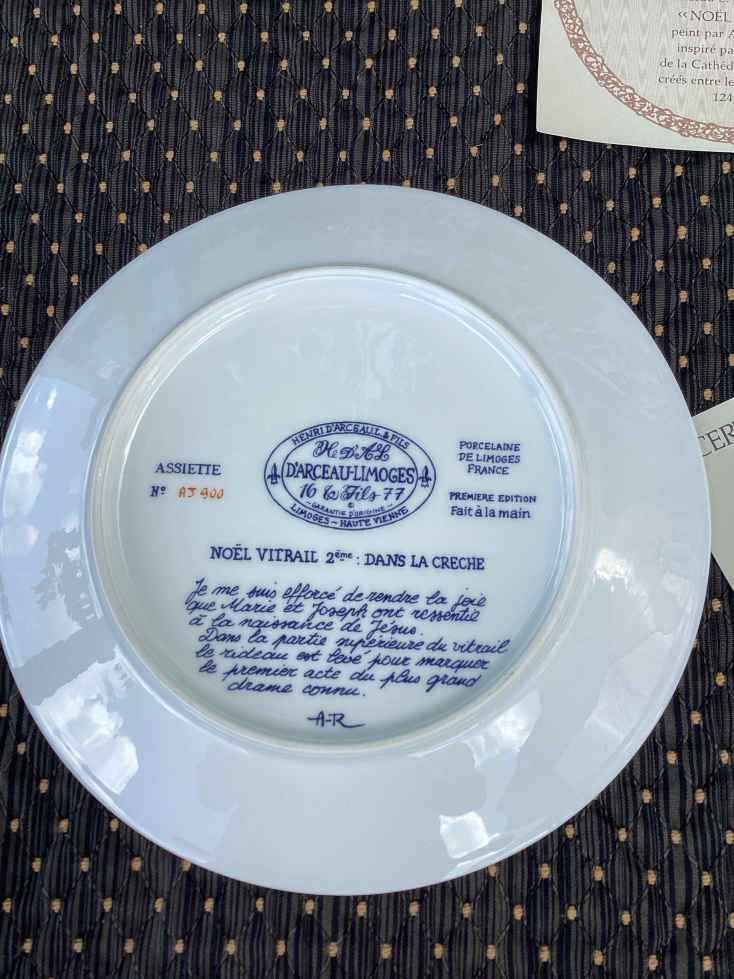 «NOËL
peint par A
inspiré pa
de la Cathéd
créés entre le
124
CER
HENRI D'ARCEAU L. & FILS
H D'A & L
D'ARCEAU-LIMOGES
16 & Fils 77
©
GARANTIE D'ORIGINE
LIMOGES - HAUTE VIENNE
ASSIETTE
No AJ 900
PORCELAINE
DE LIMOGES
FRANCE
PREMIERE EDITION
Fait à la main
NOËL VITRAIL 2ème : DANS LA CRECHE
Je me suis efforcé de rendre la joie
que Marie et Joseph ont ressentie
à la naissance de Jésus.
Dans la partie supérieure du vitrail
le rideau est levé pour marquer
le premier acte du plus grand
drame connu.
A-R